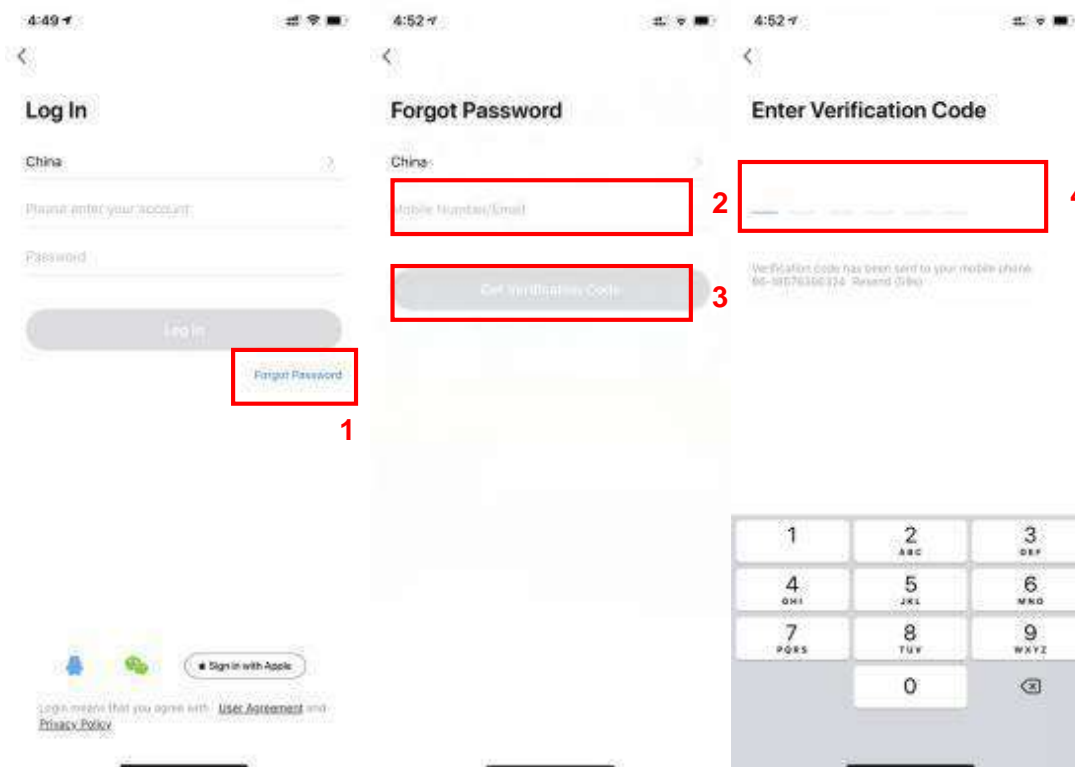 4:49
Log In
China
Please enter your account
Password
Log In
Forgot Password
1
Sign in with Apple
Login means that you agree with User Agreement and
Privacy Policy
4:52
Forgot Password
China
Mobile Number/Email
2
Get Verification Code
3
4:52
Enter Verification Code
4
Verification code has been sent to your mobile phone
Resend
1
2
ABC
3
DEF
4
GHI
5
JKL
6
MNO
7
PQRS
8
TUV
9
WXYZ
0